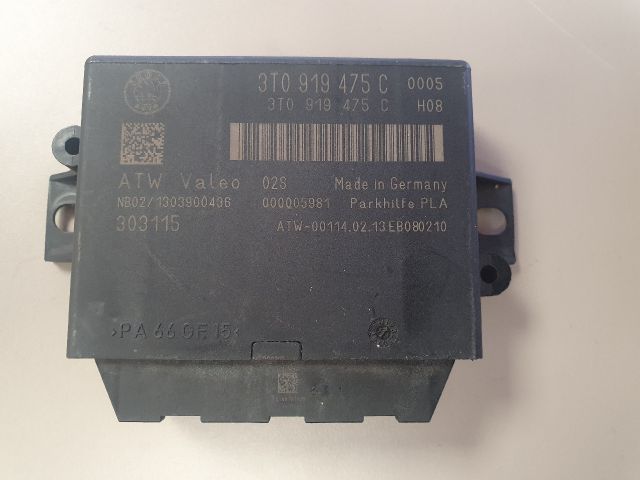 3T0 919 475 C 0005
3T0 919 475 C H08
ATW Valeo 02S Made in Germany
NB02/1303900436 000005981 Parkhilfe PLA
303115 ATW-00114.02.13EB080210
>PA 66 GF 15<